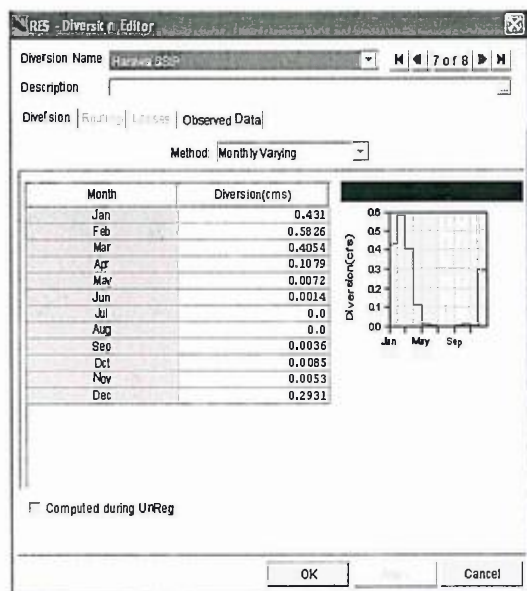 RES - Diversion Editor
Diversion Name 7 of 8
Description ...
Diversion Routing Losses Observed Data
Method: Monthly Varying
Month Diversion(cms)
Jan 0.431
Feb 0.5826
Mar 0.4054
Apr 0.1079
May 0.0072
Jun 0.0014
Jul 0.0
Aug 0.0
Sep 0.0036
Oct 0.0085
Nov 0.0053
Dec 0.2931
Diversion(cfs)
0.6
0.5
0.4
0.3
0.2
0.1
0.0
Jan May Sep
Computed during UnReg
OK Cancel